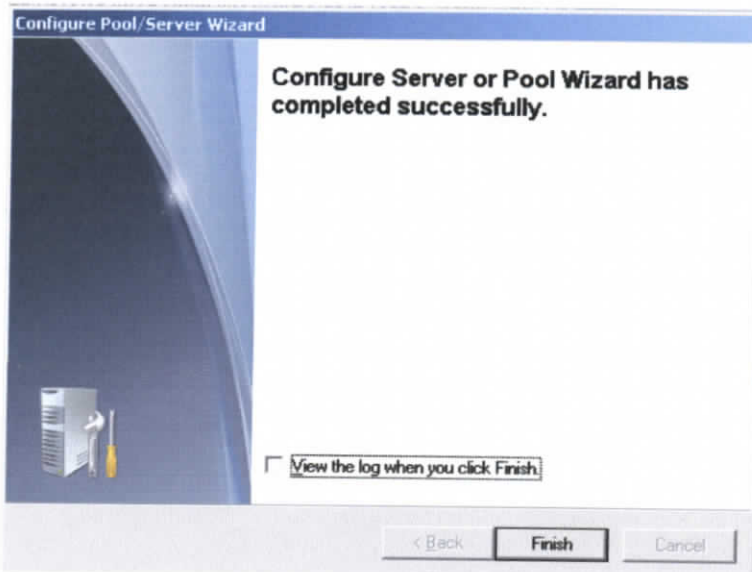 Configure Pool/Server Wizard
Configure Server or Pool Wizard has
completed successfully.
View the log when you click Finish.
< Back
Finish
Cancel